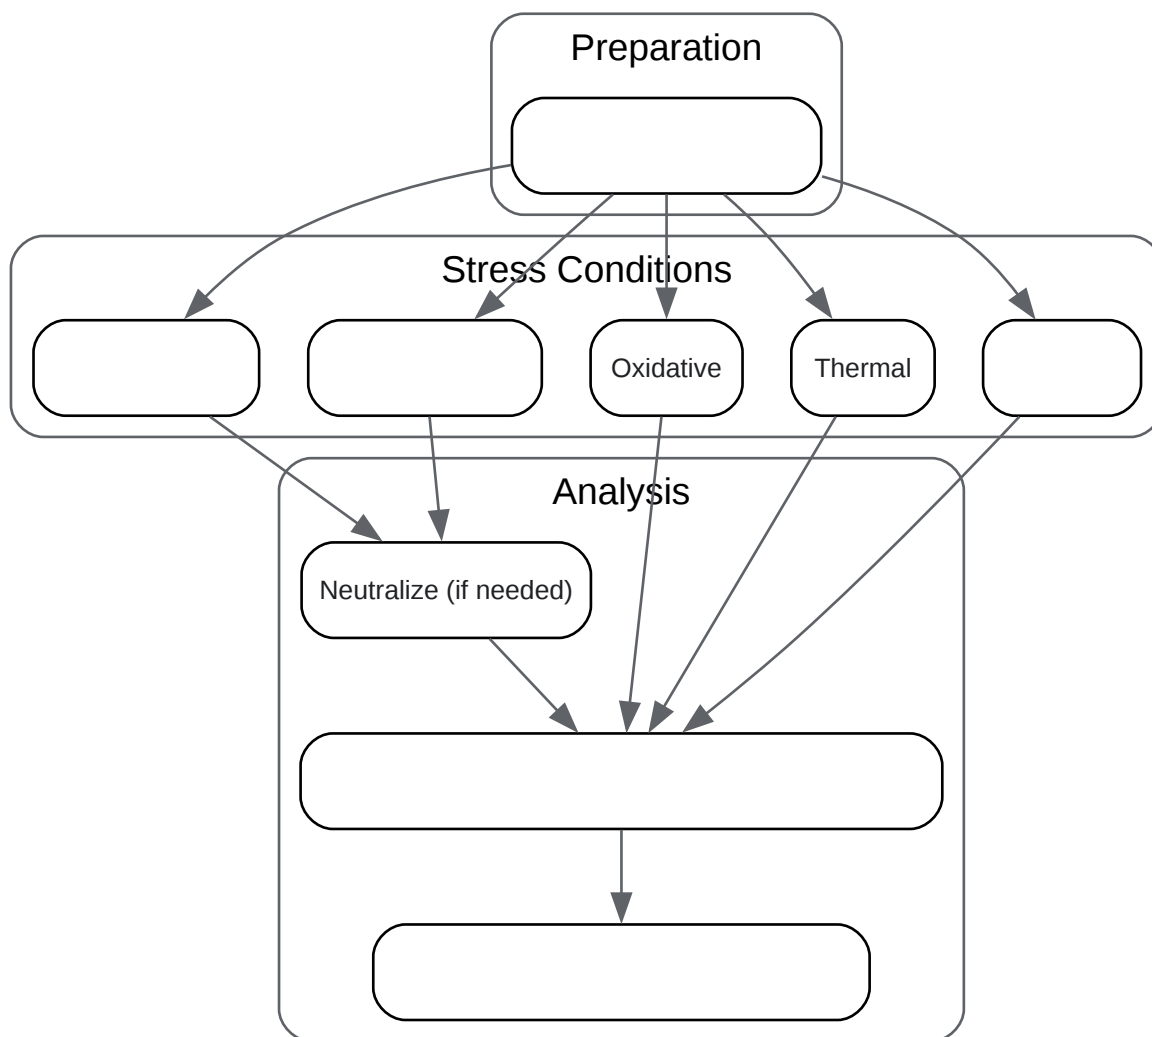 Preparation
Stress Conditions
Oxidative
Thermal
Analysis
Neutralize (if needed)